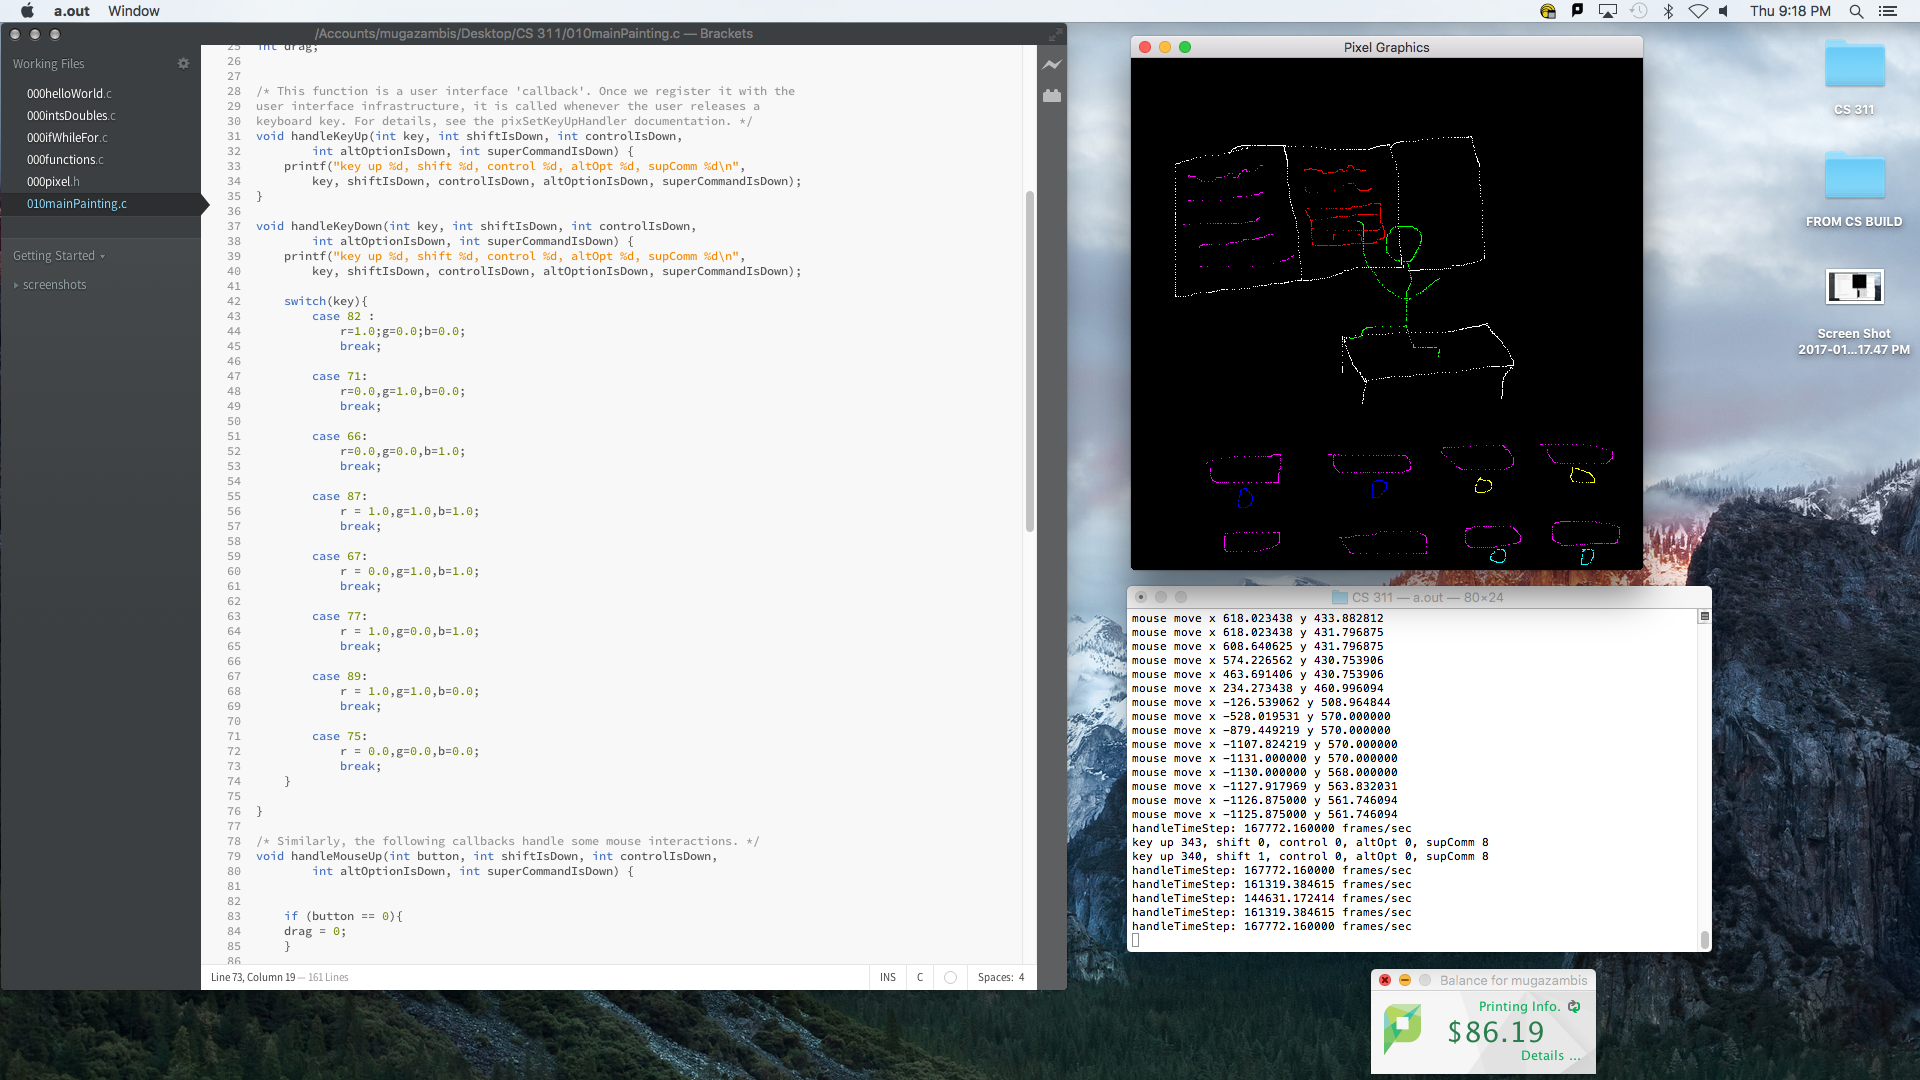 a.out Window
Thu 9:18 PM
/Accounts/mugazambis/Desktop/CS 311/010mainPainting.c — Brackets
Working Files
000helloWorld.c
000intsDoubles.c
000ifWhileFor.c
000functions.c
000pixel.h
010mainPainting.c
Getting Started
screenshots
25 int drag;
26
27
28 /* This function is a user interface 'callback'. Once we register it with the
29 user interface infrastructure, it is called whenever the user releases a
30 keyboard key. For details, see the pixSetKeyUpHandler documentation. */
31 void handleKeyUp(int key, int shiftIsDown, int controlIsDown,
32 int altOptionIsDown, int superCommandIsDown) {
33 printf("key up %d, shift %d, control %d, altOpt %d, supComm %d\n",
34 key, shiftIsDown, controlIsDown, altOptionIsDown, superCommandIsDown);
35 }
36
37 void handleKeyDown(int key, int shiftIsDown, int controlIsDown,
38 int altOptionIsDown, int superCommandIsDown) {
39 printf("key up %d, shift %d, control %d, altOpt %d, supComm %d\n",
40 key, shiftIsDown, controlIsDown, altOptionIsDown, superCommandIsDown);
41
42 switch(key){
43 case 82 :
44 r=1.0;g=0.0;b=0.0;
45 break;
46
47 case 71:
48 r=0.0,g=1.0,b=0.0;
49 break;
50
51 case 66:
52 r=0.0,g=0.0,b=1.0;
53 break;
54
55 case 87:
56 r = 1.0,g=1.0,b=1.0;
57 break;
58
59 case 67:
60 r = 0.0,g=1.0,b=1.0;
61 break;
62
63 case 77:
64 r = 1.0,g=0.0,b=1.0;
65 break;
66
67 case 89:
68 r = 1.0,g=1.0,b=0.0;
69 break;
70
71 case 75:
72 r = 0.0,g=0.0,b=0.0;
73 break;
74 }
75
76 }
77
78 /* Similarly, the following callbacks handle some mouse interactions. */
79 void handleMouseUp(int button, int shiftIsDown, int controlIsDown,
80 int altOptionIsDown, int superCommandIsDown) {
81
82
83 if (button == 0){
84 drag = 0;
85 }
86
Line 73, Column 19 — 161 Lines
INS C Spaces: 4
Pixel Graphics
CS 311 — a.out — 80×24
mouse move x 618.023438 y 433.882812
mouse move x 618.023438 y 431.796875
mouse move x 608.640625 y 431.796875
mouse move x 574.226562 y 430.753906
mouse move x 463.691406 y 430.753906
mouse move x 234.273438 y 460.996094
mouse move x -126.539062 y 508.964844
mouse move x -528.019531 y 570.000000
mouse move x -879.449219 y 570.000000
mouse move x -1107.824219 y 570.000000
mouse move x -1131.000000 y 570.000000
mouse move x -1130.000000 y 568.000000
mouse move x -1127.917969 y 563.832031
mouse move x -1126.875000 y 561.746094
mouse move x -1125.875000 y 561.746094
handleTimeStep: 167772.160000 frames/sec
key up 343, shift 0, control 0, altOpt 0, supComm 8
key up 340, shift 1, control 0, altOpt 0, supComm 8
handleTimeStep: 167772.160000 frames/sec
handleTimeStep: 161319.384615 frames/sec
handleTimeStep: 144631.172414 frames/sec
handleTimeStep: 161319.384615 frames/sec
handleTimeStep: 167772.160000 frames/sec
Balance for mugazambis
Printing Info.
$86.19
Details ...
CS 311
FROM CS BUILD
Screen Shot
2017-01...17.47 PM